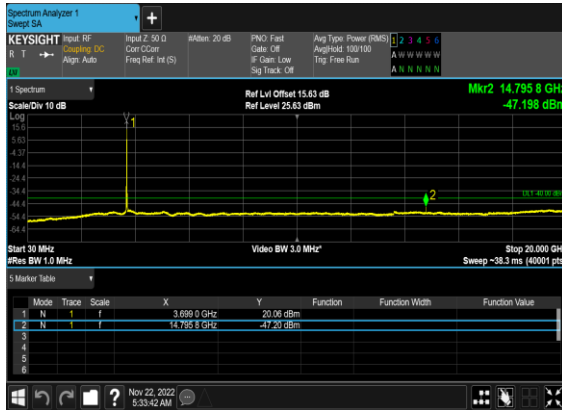 Spectrum Analyzer 1
Swept SA
+
KEYSIGHT Input: RF Input Z: 50 Ω #Atten: 20 dB PNO: Fast Avg Type: Power (RMS) 1 2 3 4 5 6
R T Coupling: DC Corr CCorr Gate: Off Avg|Hold: 100/100 A W W W W W
Align: Auto Freq Ref: Int (S) IF Gain: Low Trig: Free Run
Sig Track: Off A N N N N N
1 Spectrum Ref Lvl Offset 15.63 dB Mkr2 14.795 8 GHz
Scale/Div 10 dB Ref Level 25.63 dBm -47.198 dBm
Log
15.6
5.63
-4.37
-14.4
-24.4
-34.4
-44.4
-54.4
-64.4
1
2
Start 30 MHz Video BW 3.0 MHz* Stop 20.000 GHz
#Res BW 1.0 MHz Sweep ~38.3 ms (40001 pts)
5 Marker Table
Mode Trace Scale X Y Function Function Width Function Value
1 N 1 f 3.699 0 GHz 20.06 dBm
2 N 1 f 14.795 8 GHz -47.20 dBm
3
4
5
6
? Nov 22, 2022
5:33:42 AM